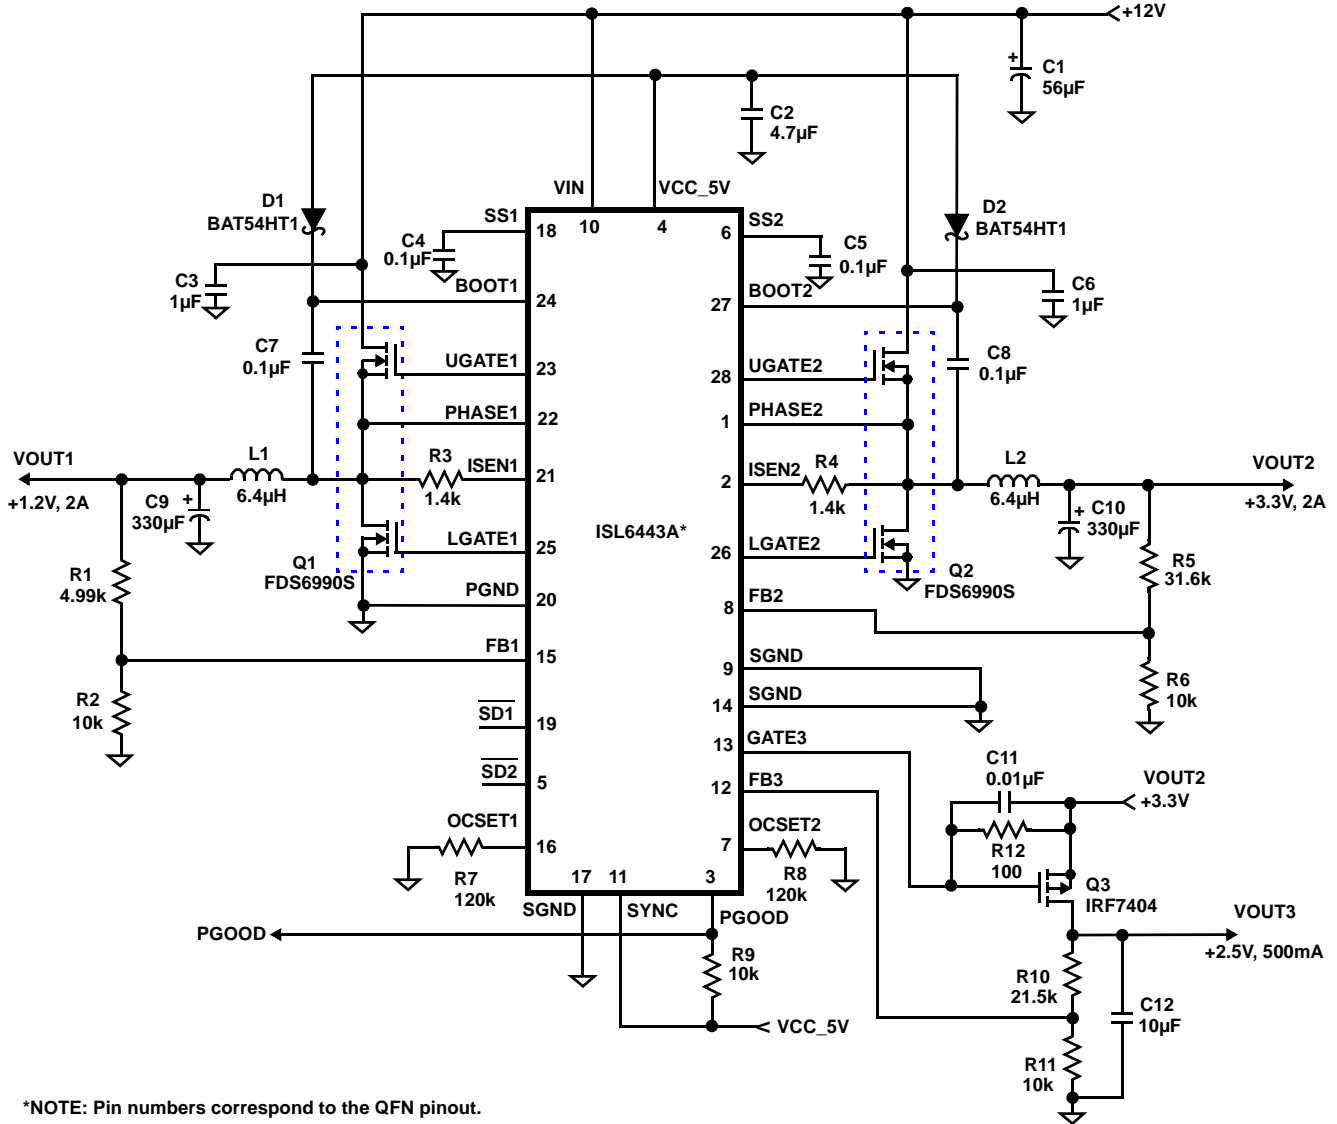 +12V
C1
56µF
C2
4.7µF
VIN
VCC_5V
D1
BAT54HT1
D2
BAT54HT1
SS1
18
10
4
6
SS2
C4
0.1µF
C5
0.1µF
C3
1µF
C6
1µF
BOOT1
24
27
BOOT2
C7
0.1µF
C8
0.1µF
UGATE1
23
28
UGATE2
PHASE1
22
1
PHASE2
VOUT1
+1.2V, 2A
L1
6.4µH
R3
1.4k
ISEN1
21
2
ISEN2
R4
1.4k
L2
6.4µH
VOUT2
+3.3V, 2A
C9
+
330µF
+
C10
330µF
ISL6443A*
LGATE1
25
26
LGATE2
Q1
FDS6990S
Q2
FDS6990S
R1
4.99k
R5
31.6k
PGND
20
8
FB2
FB1
15
9
SGND
R2
10k
R6
10k
14
SGND
SD1
19
13
GATE3
SD2
5
12
FB3
C11
0.01µF
VOUT2
+3.3V
R12
100
OCSET1
16
7
OCSET2
R7
120k
R8
120k
17
11
3
SGND
SYNC
PGOOD
Q3
IRF7404
VOUT3
+2.5V, 500mA
PGOOD
R9
10k
R10
21.5k
C12
10µF
VCC_5V
R11
10k
+
*NOTE: Pin numbers correspond to the QFN pinout.